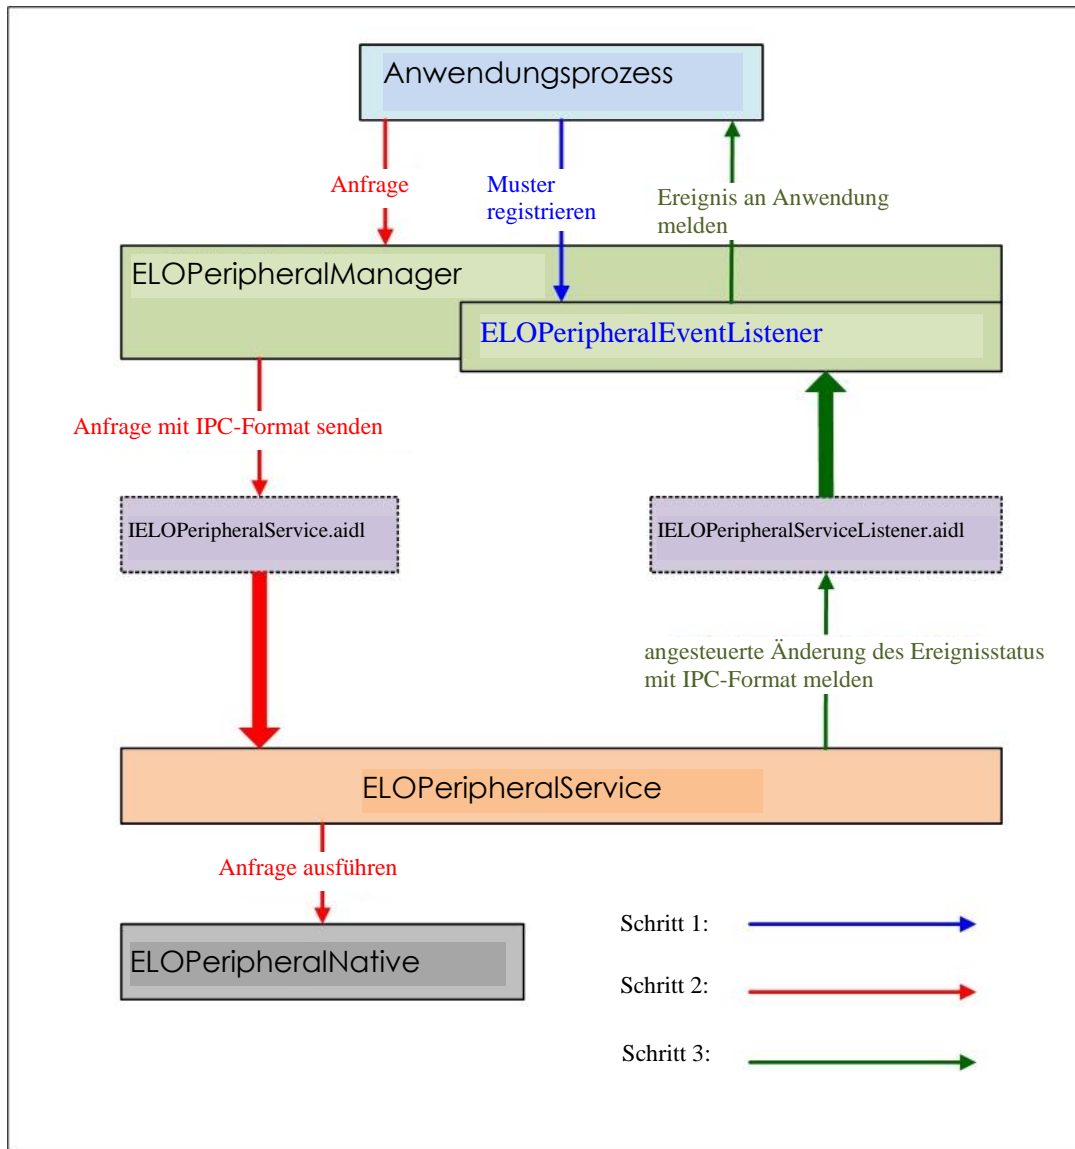 Anwendungsprozess
Anfrage
Muster
registrieren
Ereignis an Anwendung
melden
ELOPeripheralManager
ELOPeripheralEventListener
Anfrage mit IPC-Format senden
IELOPeripheralService.aidl
IELOPeripheralServiceListener.aidl
angesteuerte Änderung des Ereignisstatus
mit IPC-Format melden
ELOPeripheralService
Anfrage ausführen
ELOPeripheralNative
Schritt 1:
Schritt 2:
Schritt 3: